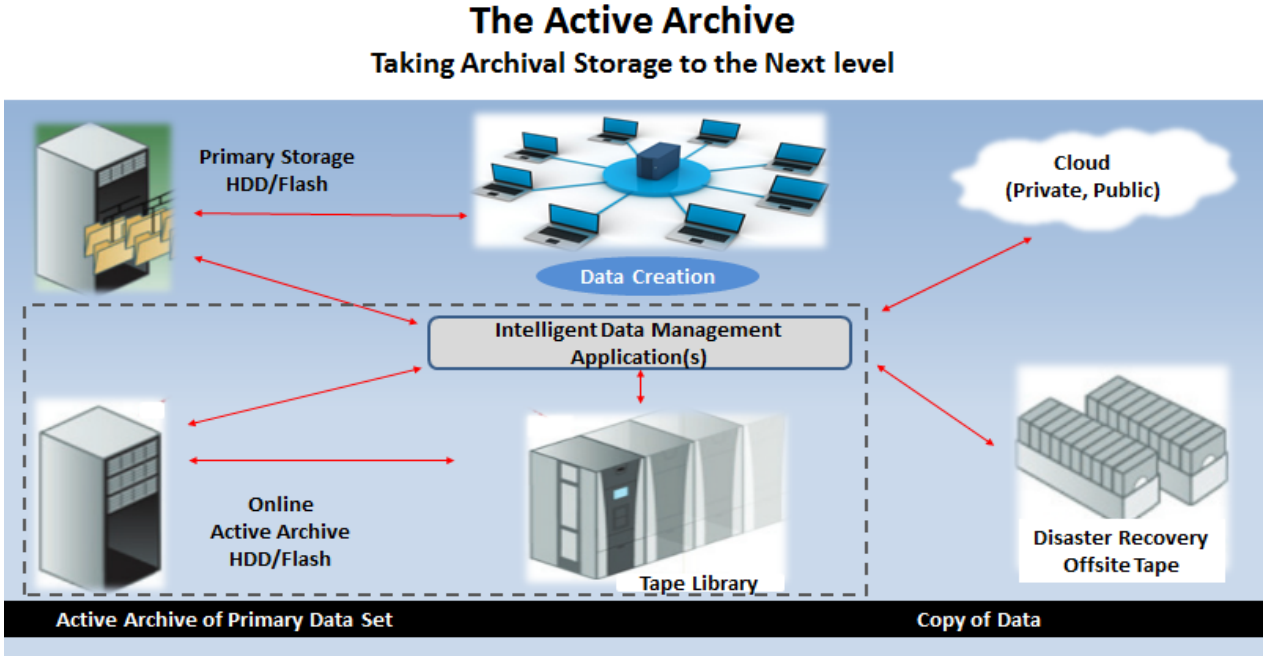 The Active Archive
Taking Archival Storage to the Next level
Primary Storage
HDD/Flash
Cloud
(Private, Public)
Data Creation
Intelligent Data Management
Application(s)
Online
Active Archive
HDD/Flash
Tape Library
Disaster Recovery
Offsite Tape
Active Archive of Primary Data Set
Copy of Data